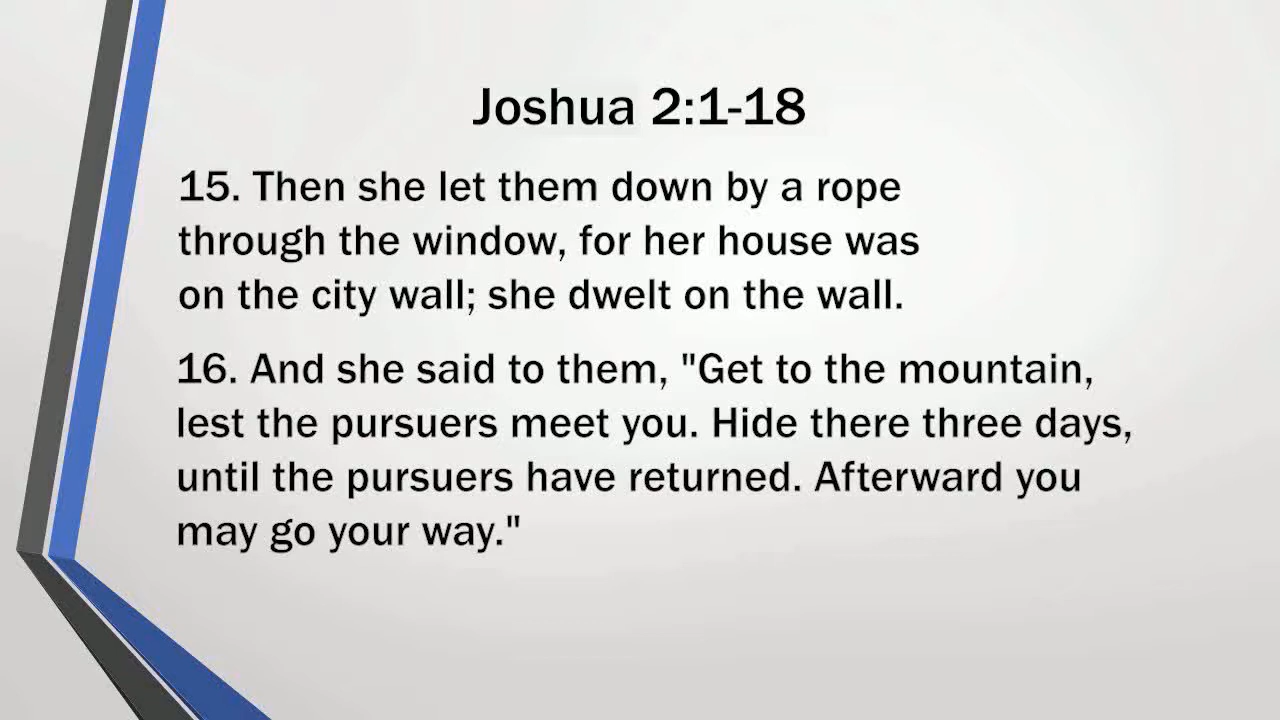 Joshua 2:1-18
15. Then she let them down by a rope
through the window, for her house was
on the city wall; she dwelt on the wall.
16. And she said to them, "Get to the mountain,
lest the pursuers meet you. Hide there three days,
until the pursuers have returned. Afterward you
may go your way."